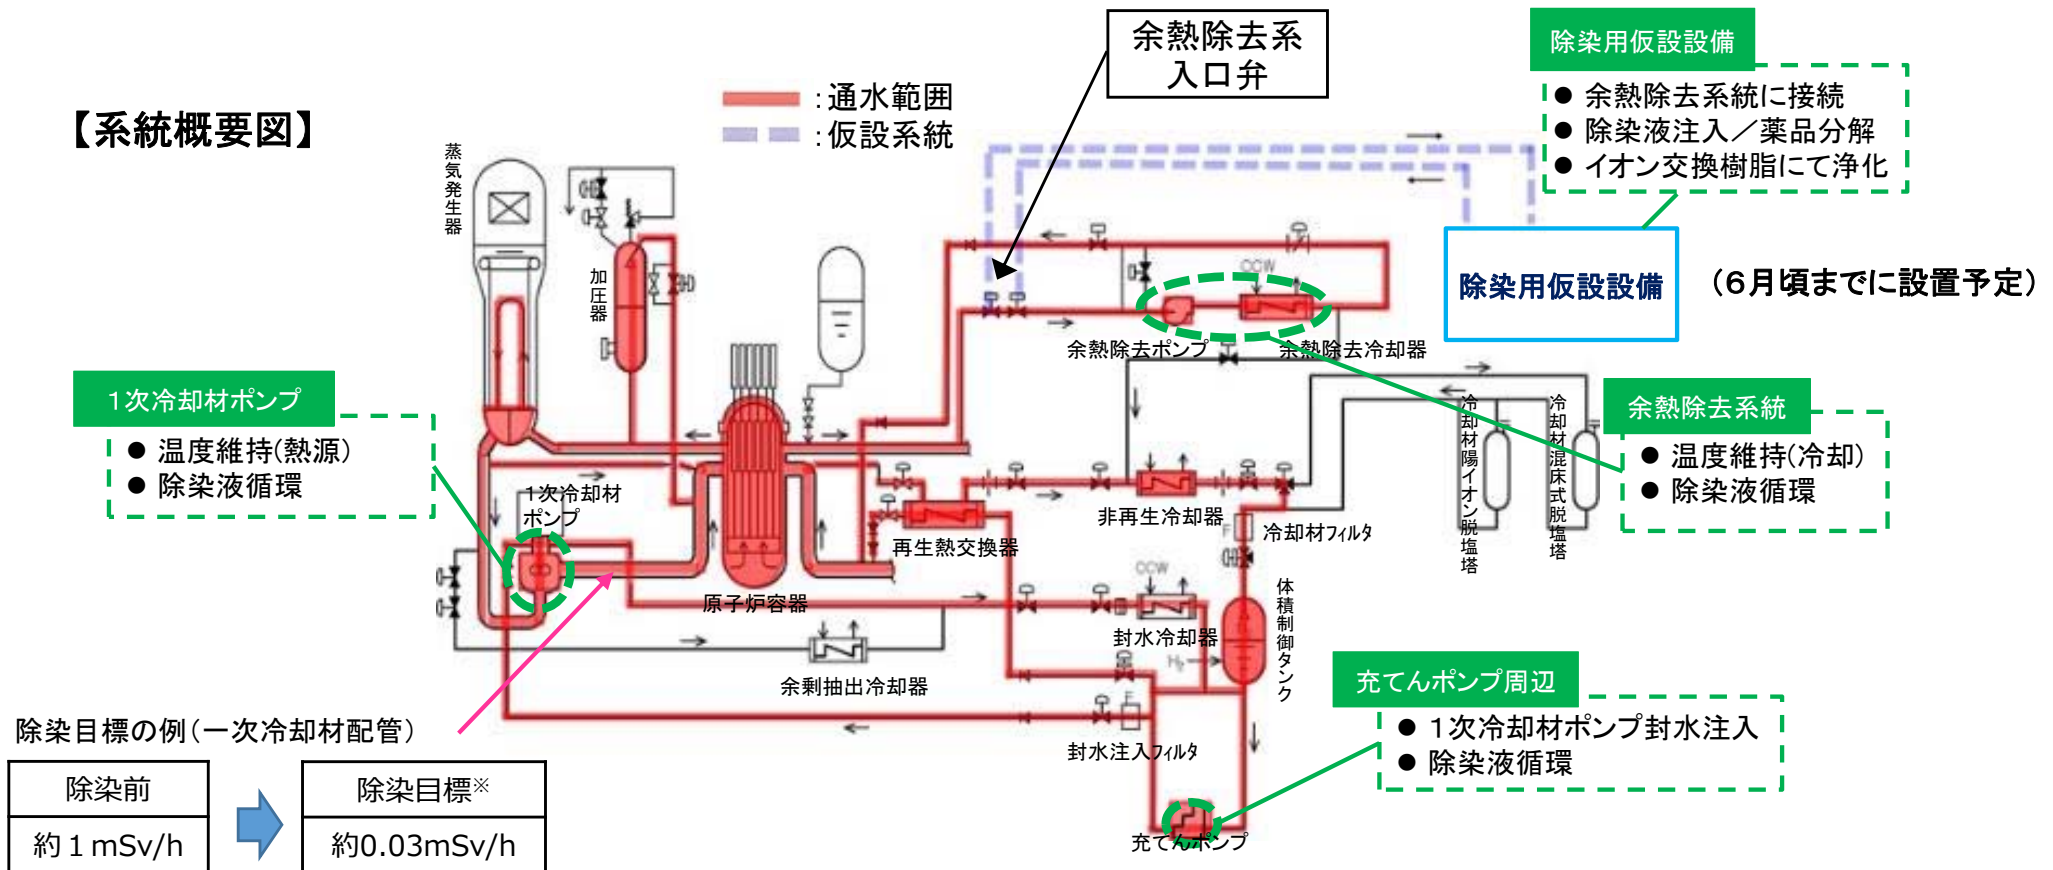 【系統概要図】
：通水範囲
：仮設系統
余熱除去系
入口弁
除染用仮設設備
● 余熱除去系統に接続
● 除染液注入／薬品分解
● イオン交換樹脂にて浄化
除染用仮設設備
(6月頃までに設置予定)
蒸気発生器
加圧器
CCW
余熱除去ポンプ
余熱除去冷却器
1次冷却材ポンプ
● 温度維持(熱源)
● 除染液循環
余熱除去系統
● 温度維持(冷却)
● 除染液循環
冷却材陽イオン脱塩塔
冷却材混床式脱塩塔
1次冷却材
ポンプ
原子炉容器
再生熱交換器
非再生冷却器
F
冷却材フィルタ
CCW
封水冷却器
体積制御タンク
H₂
余剰抽出冷却器
F
封水注入フィルタ
充てんポンプ
充てんポンプ周辺
● 1次冷却材ポンプ封水注入
● 除染液循環
除染目標の例(一次冷却材配管)
除染前
約1mSv/h
除染目標※
約0.03mSv/h